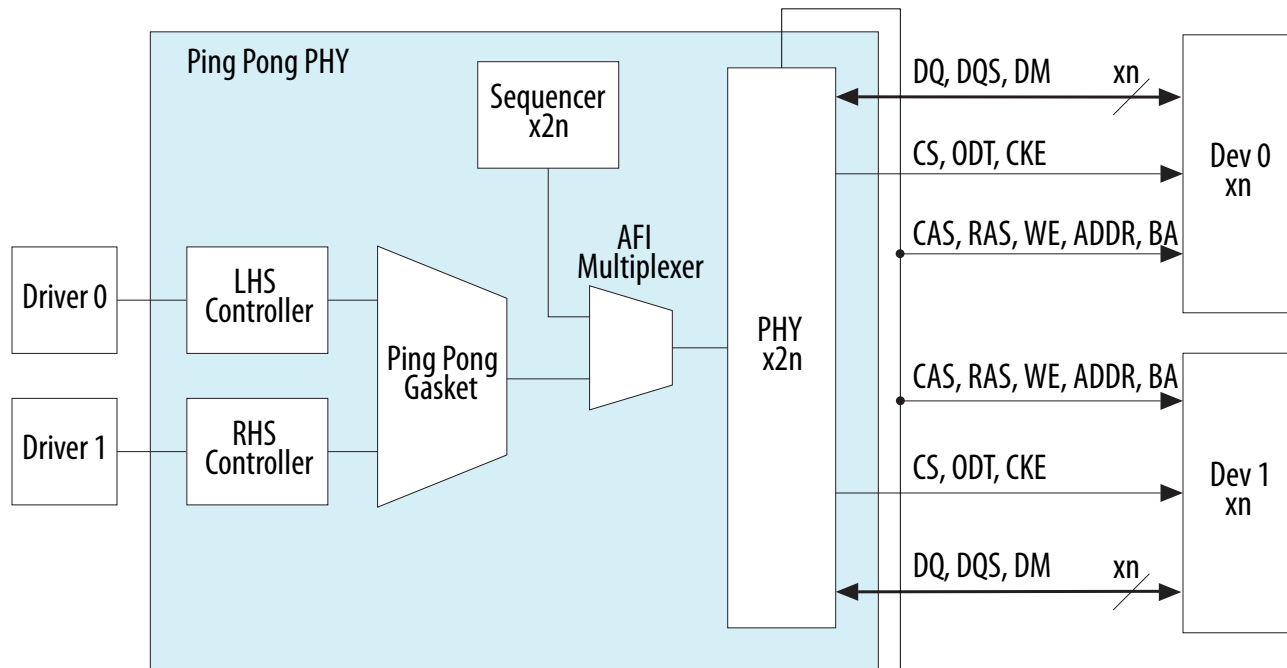 Ping Pong PHY
Sequencer
x2n
DQ, DQS, DM
xn
Dev 0
xn
CS, ODT, CKE
CAS, RAS, WE, ADDR, BA
AFI
Multiplexer
Driver 0
LHS
Controller
Ping Pong
Gasket
PHY
x2n
Driver 1
RHS
Controller
CAS, RAS, WE, ADDR, BA
CS, ODT, CKE
Dev 1
xn
DQ, DQS, DM
xn